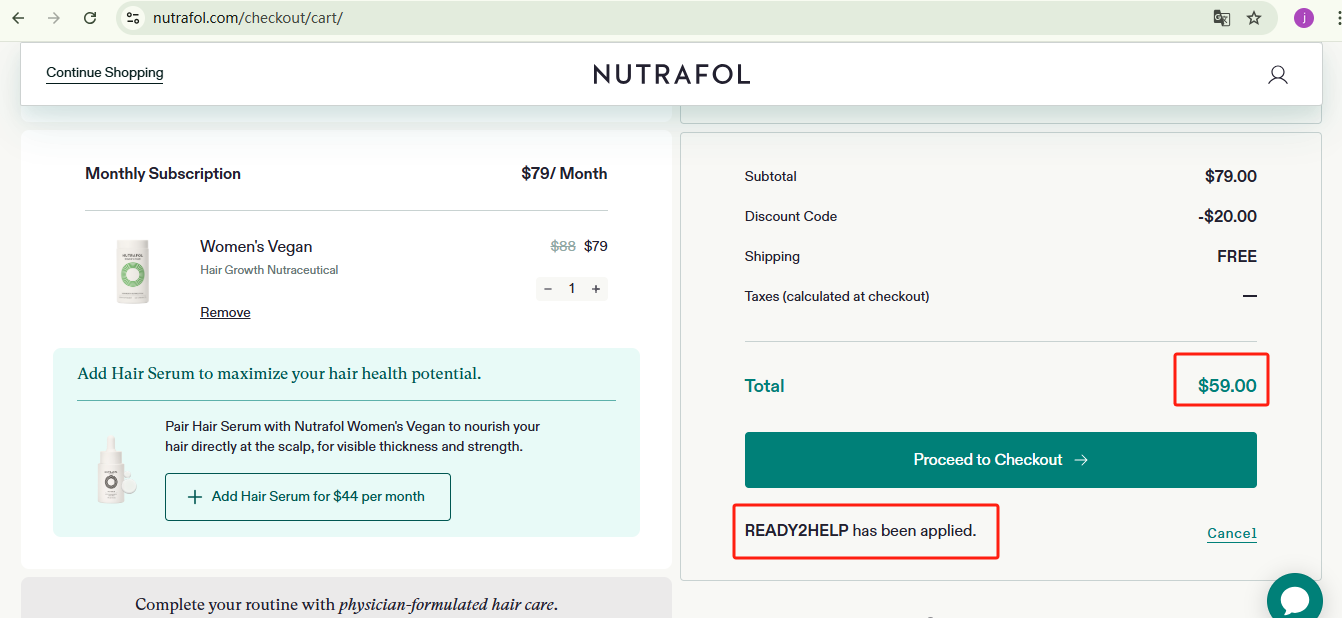 nutrafol.com/checkout/cart/
j
Continue Shopping
NUTRAFOL
Monthly Subscription
$79/ Month
Women's Vegan
$88 $79
Hair Growth Nutraceutical
− 1 +
Remove
Add Hair Serum to maximize your hair health potential.
Pair Hair Serum with Nutrafol Women's Vegan to nourish your
hair directly at the scalp, for visible thickness and strength.
+ Add Hair Serum for $44 per month
Complete your routine with physician-formulated hair care.
Subtotal
$79.00
Discount Code
-$20.00
Shipping
FREE
Taxes (calculated at checkout)
—
Total
$59.00
Proceed to Checkout →
READY2HELP has been applied.
Cancel